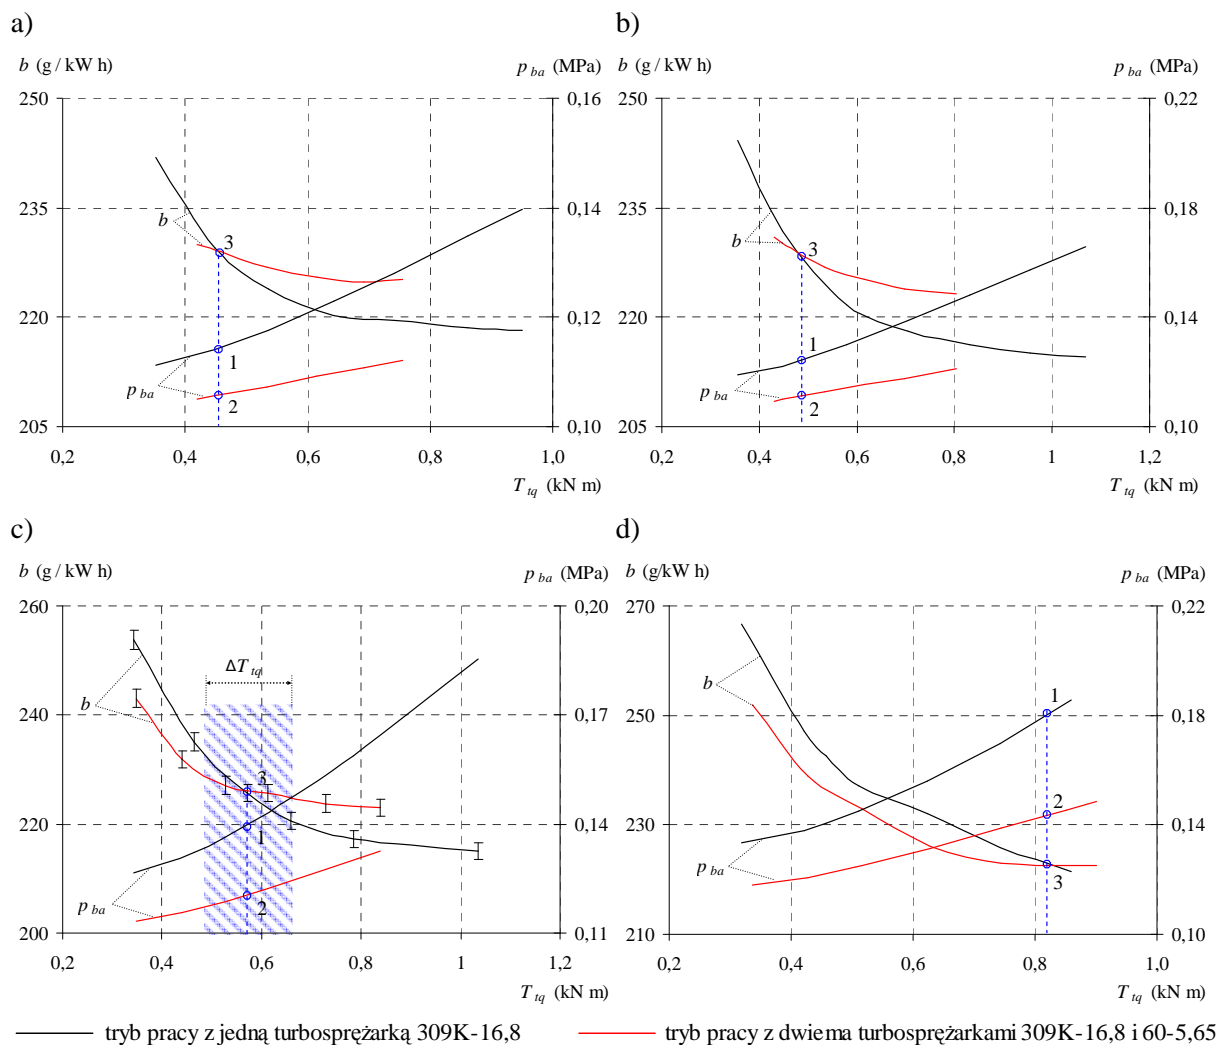 a)
b (g / kW h)
p ba (MPa)
250
235
220
205
0,16
0,14
0,12
0,10
b
3
1
p ba
2
0,2
0,4
0,6
0,8
1,0
T tq (kN m)
b)
b (g / kW h)
p ba (MPa)
250
235
220
205
0,22
0,18
0,14
0,10
b
3
1
p ba
2
0,2
0,4
0,6
0,8
1
1,2
T tq (kN m)
c)
b (g / kW h)
p ba (MPa)
260
240
220
200
0,20
0,17
0,14
0,11
ΔT tq
b
3
1
p ba
2
0,2
0,4
0,6
0,8
1
1,2
T tq (kN m)
d)
b (g/kW h)
p ba (MPa)
270
250
230
210
0,22
0,18
0,14
0,10
b
1
2
p ba
3
0,2
0,4
0,6
0,8
1,0
T tq (kN m)
tryb pracy z jedną turbosprężarką 309K-16,8
tryb pracy z dwiema turbosprężarkami 309K-16,8 i 60-5,65